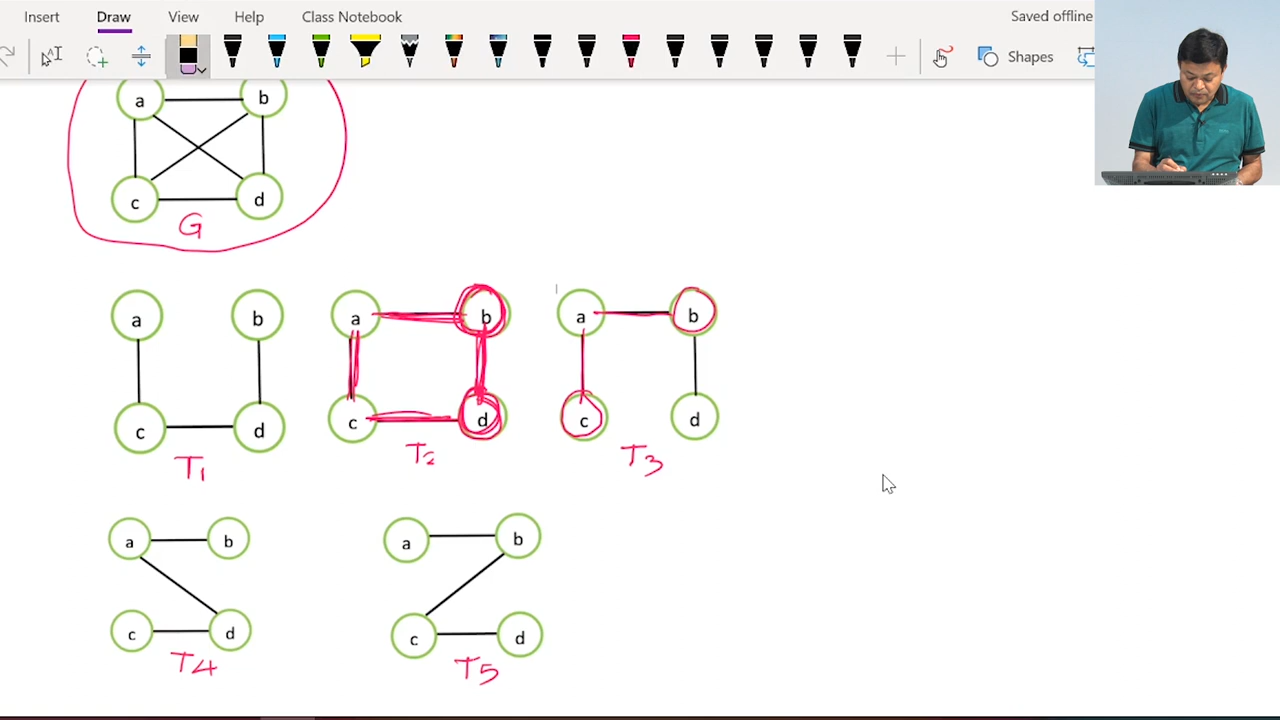 Insert Draw View Help Class Notebook Saved offline
Shapes
a b
c d
G
a b a b a b
c d c d c d
T1 T2 T3
a b a b
c d c d
T4 T5